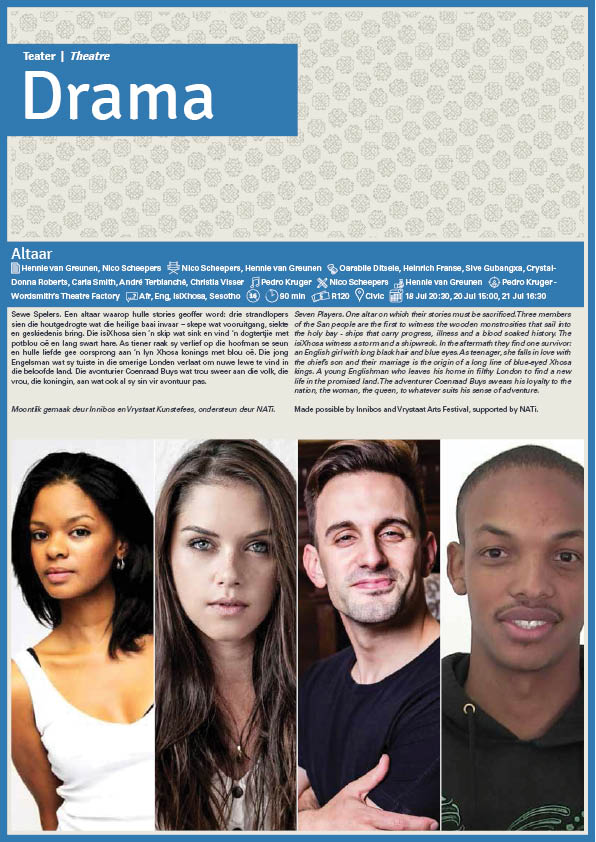 Teater | Theatre
Drama
Altaar
Hennie van Greunen, Nico Scheepers Nico Scheepers, Hennie van Greunen Oarabile Ditsele, Heinrich Franse, Sive Gubangxa, Crystal-
Donna Roberts, Carla Smith, André Terblanché, Christia Visser Pedro Kruger Nico Scheepers Hennie van Greunen Pedro Kruger -
Wordsmith's Theatre Factory Afr, Eng, isiXhosa, Sesotho 16 90 min R120 Civic 18 Jul 20:30, 20 Jul 15:00, 21 Jul 16:30
Sewe Spelers. Een altaar waarop hulle stories geoffer word: drie strandlopers
sien die houtgedrogte wat die heilige baai invaar – skepe wat vooruitgang, siekte
en geskiedenis bring. Die isiXhosa sien 'n skip wat sink en vind 'n dogtertjie met
potblou oë en lang swart hare. As tiener raak sy verlief op die hoofman se seun
en hulle liefde gee oorsprong aan 'n lyn Xhosa konings met blou oë. Die jong
Engelsman wat sy tuiste in die smerige Londen verlaat on nuwe lewe te vind in
die beloofde land. Die avonturier Coenraad Buys wat trou sweer aan die volk, die
vrou, die koningin, aan wat ook al sy sin vir avontuur pas.
Moontlik gemaak deur Innibos en Vrystaat Kunstefees, ondersteun deur NATi.
Seven Players. One altar on which their stories must be sacrificed.Three members
of the San people are the first to witness the wooden monstrosities that sail into
the holy bay - ships that carry progress, illness and a blood soaked history. The
isiXhosa witness a storm and a shipwreck. In the aftermath they find one survivor:
an English girl with long black hair and blue eyes. As teenager, she falls in love with
the chief's son and their marriage is the origin of a long line of blue-eyed Xhosa
kings. A young Englishman who leaves his home in filthy London to find a new
life in the promised land.The adventurer Coenraad Buys swears his loyalty to the
nation, the woman, the queen, to whatever suits his sense of adventure.
Made possible by Innibos and Vrystaat Arts Festival, supported by NATi.